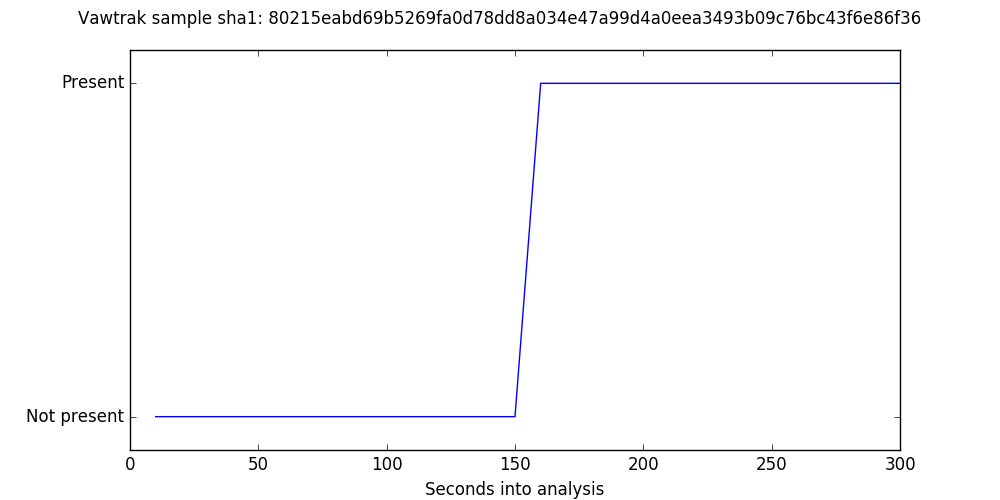 Vawtrak sample sha1: 80215eabd69b5269fa0d78dd8a034e47a99d4a0eea3493b09c76bc43f6e86f36
Present
Not present
0 50 100 150 200 250 300
Seconds into analysis